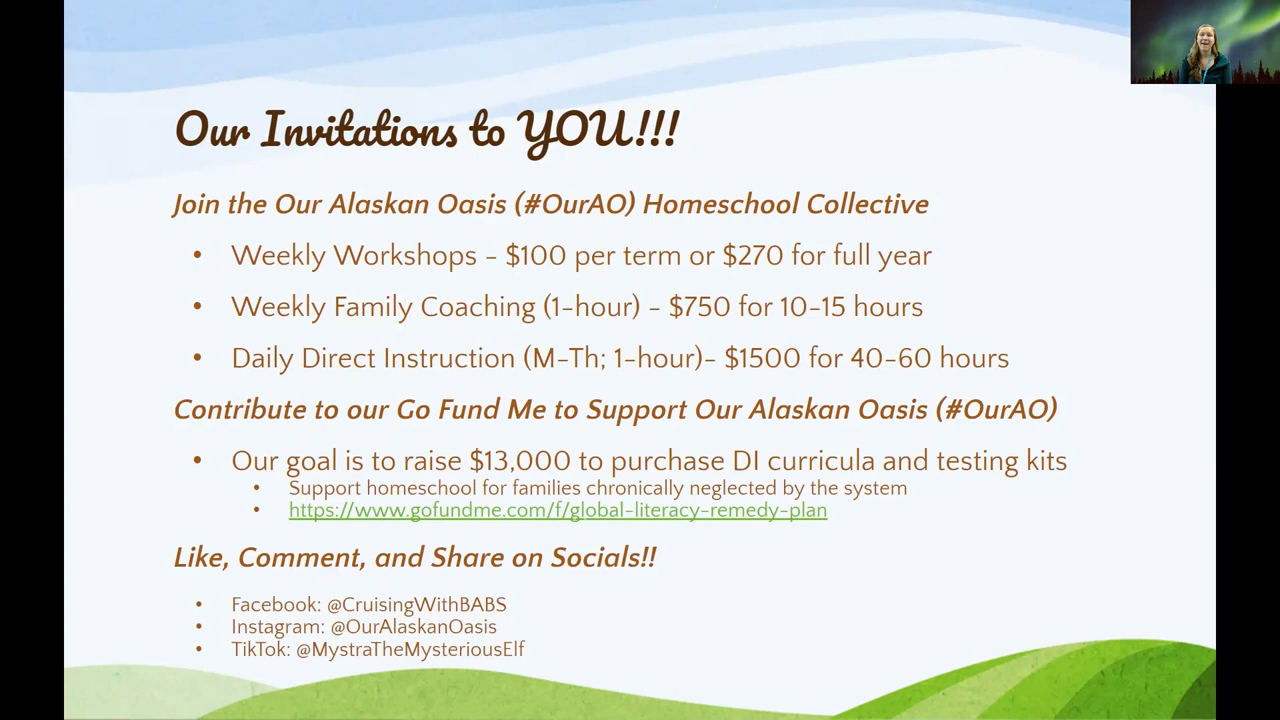 Our Invitations to YOU!!!
Join the Our Alaskan Oasis (#OurAO) Homeschool Collective
• Weekly Workshops – $100 per term or $270 for full year
• Weekly Family Coaching (1-hour) – $750 for 10-15 hours
• Daily Direct Instruction (M-Th; 1-hour)– $1500 for 40-60 hours
Contribute to our Go Fund Me to Support Our Alaskan Oasis (#OurAO)
• Our goal is to raise $13,000 to purchase DI curricula and testing kits
• Support homeschool for families chronically neglected by the system
• https://www.gofundme.com/f/global-literacy-remedy-plan
Like, Comment, and Share on Socials!!
• Facebook: @CruisingWithBABS
• Instagram: @OurAlaskanOasis
• TikTok: @MystraTheMysteriousElf